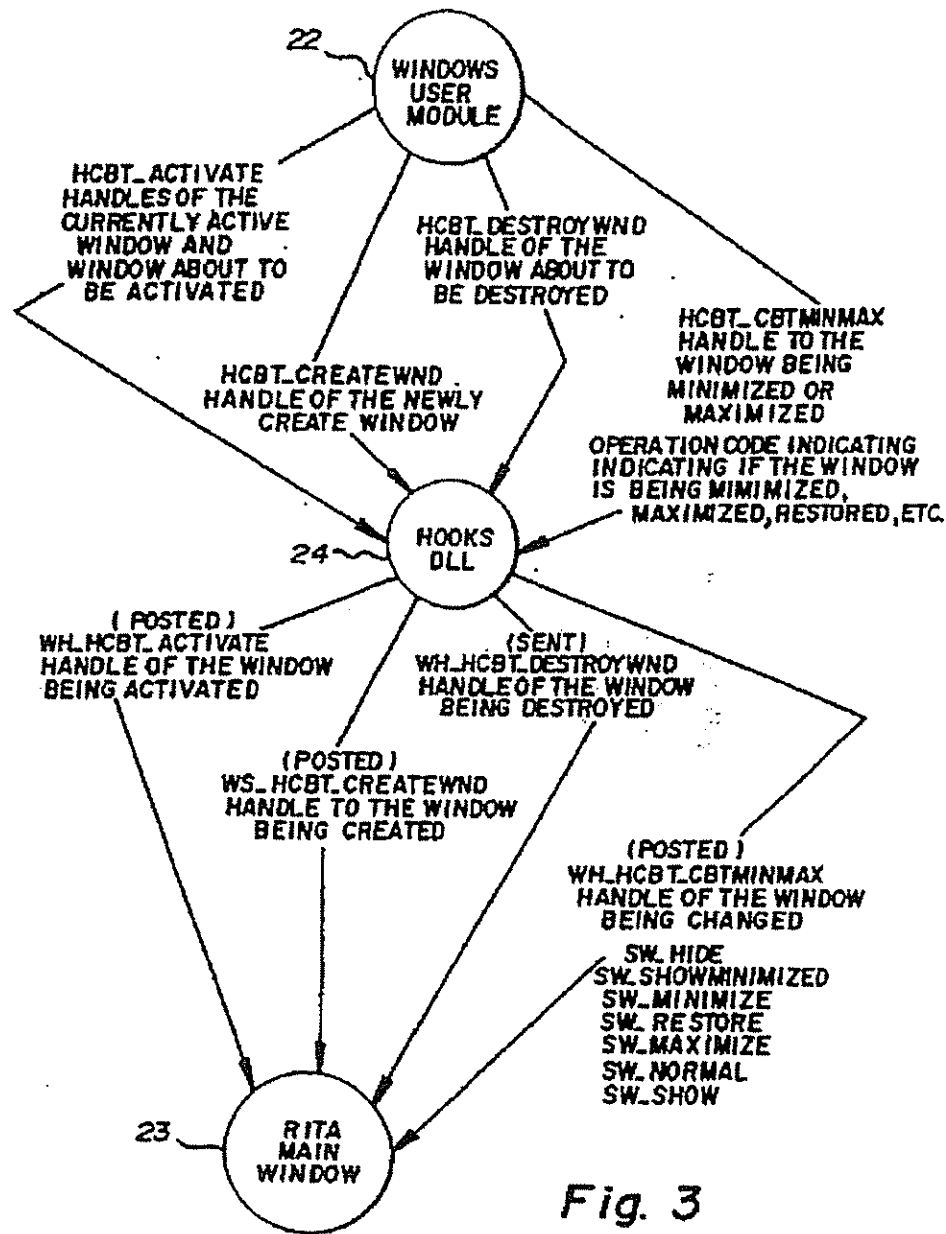 22
WINDOWS
USER
MODULE
HCBT_ACTIVATE
HANDLES OF THE
CURRENTLY ACTIVE
WINDOW AND
WINDOW ABOUT TO
BE ACTIVATED
HCBT_DESTROYWND
HANDLE OF THE
WINDOW ABOUT TO
BE DESTROYED
HCBT_CREATEWND
HANDLE OF THE NEWLY
CREATE WINDOW
HCBT_CBTMINMAX
HANDLE TO THE
WINDOW BEING
MINIMIZED OR
MAXIMIZED
OPERATION CODE INDICATING
INDICATING IF THE WINDOW
IS BEING MIMIMIZED,
MAXIMIZED, RESTORED, ETC.
24
HOOKS
DLL
(POSTED)
WH_HCBT_ACTIVATE
HANDLE OF THE WINDOW
BEING ACTIVATED
(SENT)
WH_HCBT_DESTROYWND
HANDLE OF THE WINDOW
BEING DESTROYED
(POSTED)
WS_HCBT_CREATEWND
HANDLE TO THE WINDOW
BEING CREATED
(POSTED)
WH_HCBT_CBTMINMAX
HANDLE OF THE WINDOW
BEING CHANGED
SW_HIDE
SW_SHOWMINIMIZED
SW_MINIMIZE
SW_RESTORE
SW_MAXIMIZE
SW_NORMAL
SW_SHOW
23
RITA
MAIN
WINDOW
Fig. 3